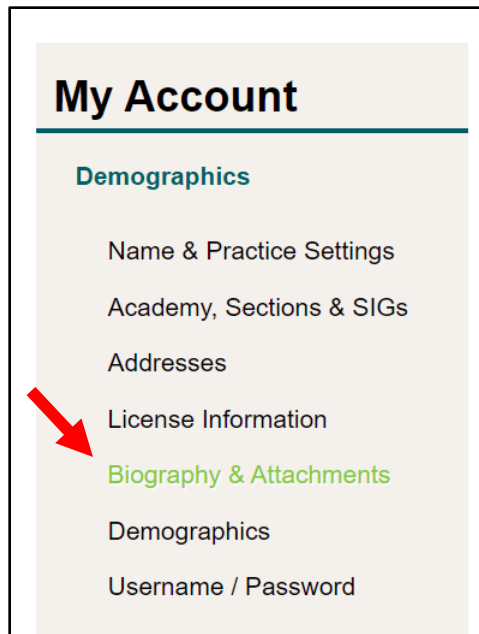 My Account
Demographics
Name & Practice Settings
Academy, Sections & SIGs
Addresses
License Information
Biography & Attachments
Demographics
Username / Password